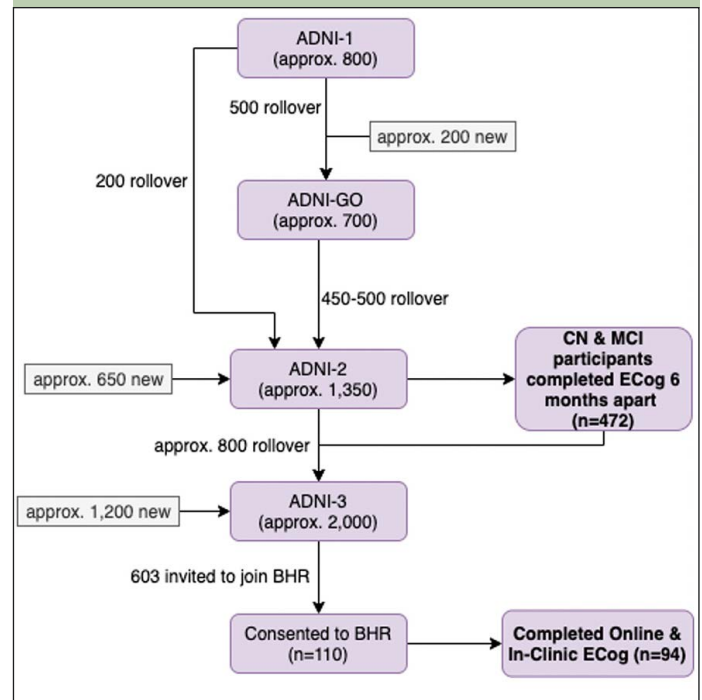 ADNI-1
(approx. 800)
500 rollover
approx. 200 new
200 rollover
ADNI-GO
(approx. 700)
450-500 rollover
approx. 650 new
ADNI-2
(approx. 1,350)
CN & MCI
participants
completed ECog 6
months apart
(n=472)
approx. 800 rollover
approx. 1,200 new
ADNI-3
(approx. 2,000)
603 invited to join BHR
Consented to BHR
(n=110)
Completed Online &
In-Clinic ECog (n=94)